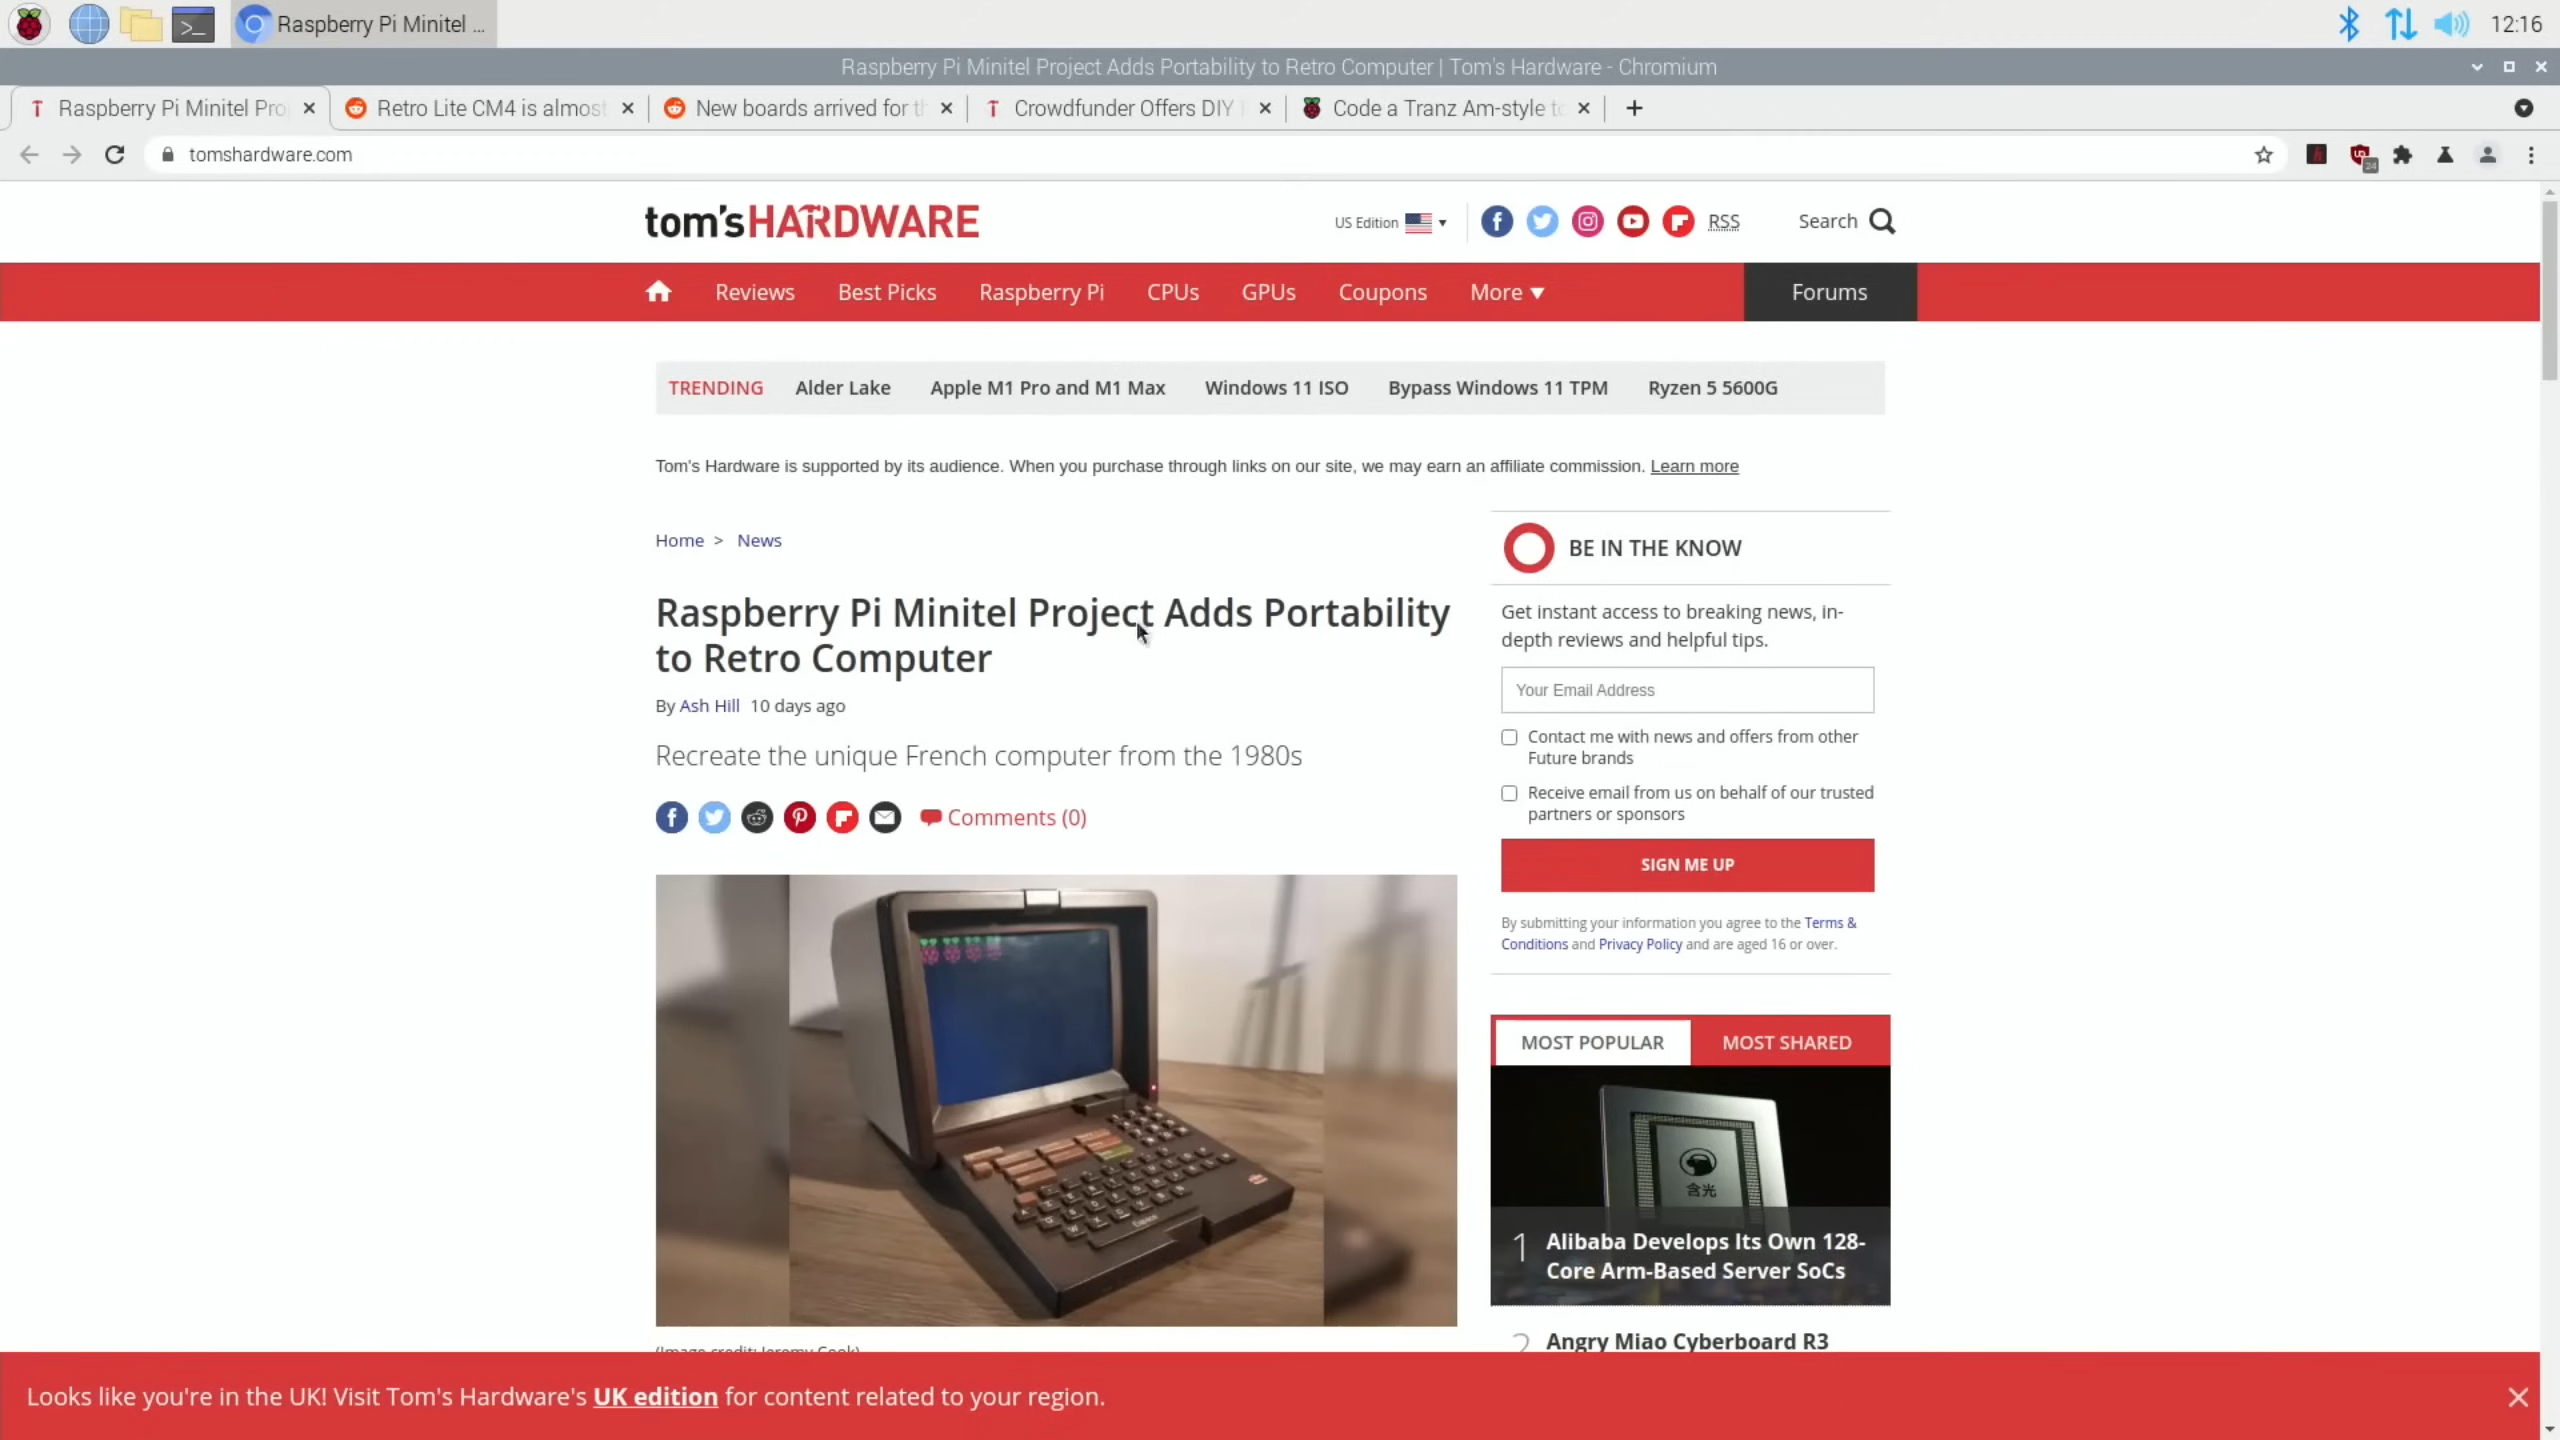 Raspberry Pi Minitel ...
12:16
Raspberry Pi Minitel Project Adds Portability to Retro Computer | Tom's Hardware - Chromium
Raspberry Pi Minitel Pro
Retro Lite CM4 is almost
New boards arrived for th
Crowdfunder Offers DIY
Code a Tranz Am-style to
tomshardware.com
24
tom'sHARDWARE
US Edition
RSS
Search
Reviews
Best Picks
Raspberry Pi
CPUs
GPUs
Coupons
More
Forums
TRENDING
Alder Lake
Apple M1 Pro and M1 Max
Windows 11 ISO
Bypass Windows 11 TPM
Ryzen 5 5600G
Tom's Hardware is supported by its audience. When you purchase through links on our site, we may earn an affiliate commission. Learn more
Home > News
Raspberry Pi Minitel Project Adds Portability
to Retro Computer
By Ash Hill 10 days ago
Recreate the unique French computer from the 1980s
Comments (0)
(Image credit: Jeremy Cook)
BE IN THE KNOW
Get instant access to breaking news, in-
depth reviews and helpful tips.
Your Email Address
Contact me with news and offers from other
Future brands
Receive email from us on behalf of our trusted
partners or sponsors
SIGN ME UP
By submitting your information you agree to the Terms &
Conditions and Privacy Policy and are aged 16 or over.
MOST POPULAR
MOST SHARED
含光
1
Alibaba Develops Its Own 128-
Core Arm-Based Server SoCs
2
Angry Miao Cyberboard R3
Looks like you're in the UK! Visit Tom's Hardware's UK edition for content related to your region.